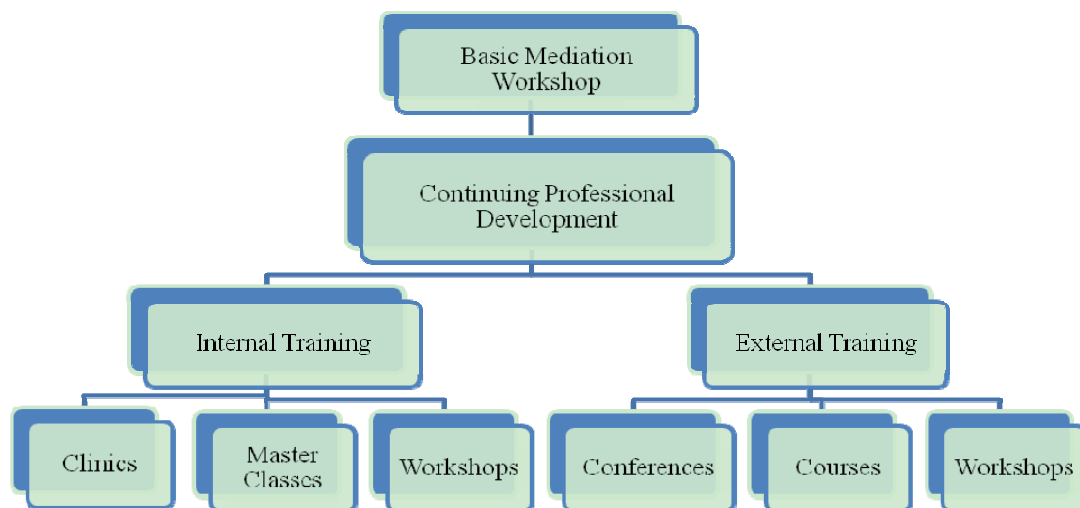 Basic Mediation
Workshop
Continuing Professional
Development
Internal Training
External Training
Clinics
Master
Classes
Workshops
Conferences
Courses
Workshops